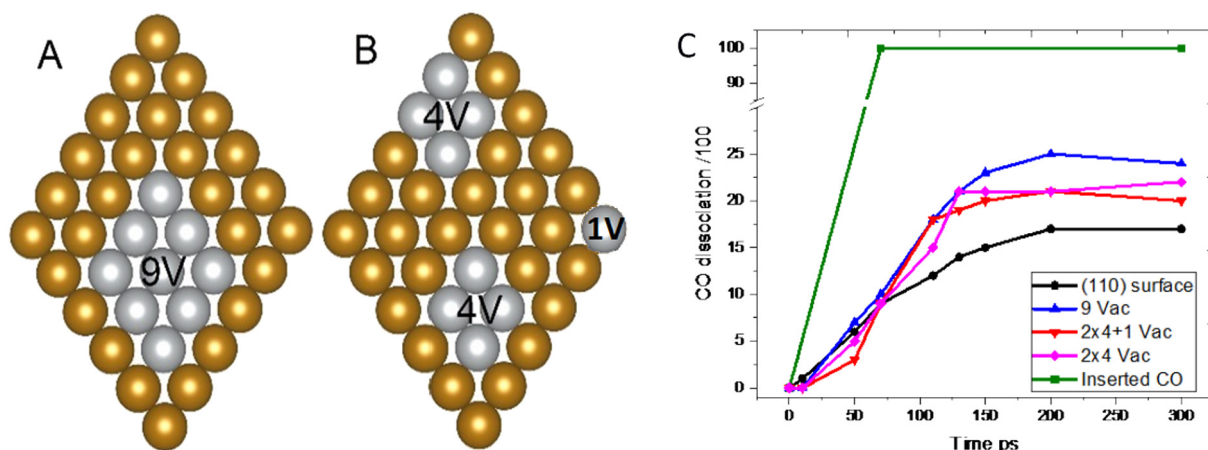 A
9V
B
4V
1V
4V
C
CO dissociation /100
100
90
25
20
15
10
5
0
0
50
100
150
200
250
300
Time ps
(110) surface
9 Vac
2x4+1 Vac
2x4 Vac
Inserted CO